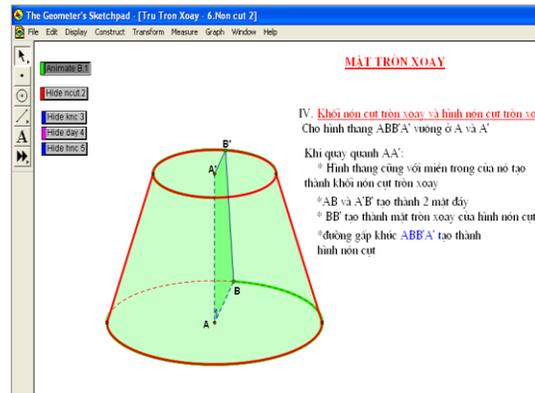 The Geometer's Sketchpad - [Tru Tron Xoay - 6.Non cut 2]
File Edit Display Construct Transform Measure Graph Window Help
MẶT TRÒN XOAY
Animate B.1
Hide ncut.2
Hide knc 3
Hide day 4
Hide hnc 5
IV. Khối nón cụt tròn xoay và hình nón cụt tròn xo
Cho hình thang ABB'A' vuông ở A và A'
Khi quay quanh AA':
* Hình thang cùng với miền trong của nó tạo
thành khối nón cụt tròn xoay
*AB và A'B' tạo thành 2 mặt đáy
* BB' tạo thành mặt tròn xoay của hình nón cụt
*đường gấp khúc ABB'A' tạo thành
hình nón cụt
B'
A'
B
A
A